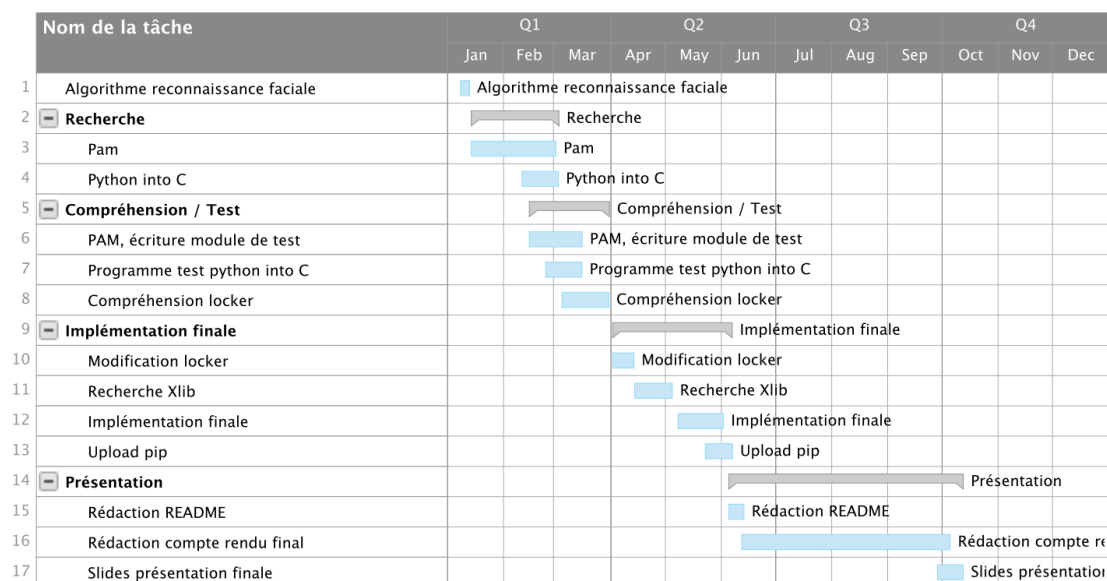 Nom de la tâche Q1 Q2 Q3 Q4
Jan Feb Mar Apr May Jun Jul Aug Sep Oct Nov Dec
1 Algorithme reconnaissance faciale Algorithme reconnaissance faciale
2 Recherche Recherche
3 Pam Pam
4 Python into C Python into C
5 Compréhension / Test Compréhension / Test
6 PAM, écriture module de test PAM, écriture module de test
7 Programme test python into C Programme test python into C
8 Compréhension locker Compréhension locker
9 Implémentation finale Implémentation finale
10 Modification locker Modification locker
11 Recherche Xlib Recherche Xlib
12 Implémentation finale Implémentation finale
13 Upload pip Upload pip
14 Présentation Présentation
15 Rédaction README Rédaction README
16 Rédaction compte rendu final Rédaction compte re
17 Slides présentation finale Slides présentation